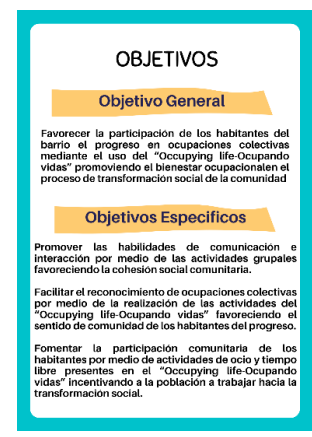 OBJETIVOS
Objetivo General
Favorecer la participación de los habitantes del
barrio el progreso en ocupaciones colectivas
mediante el uso del “Occupying life-Ocupando
vidas” promoviendo el bienestar ocupacionalen el
proceso de transformación social de la comunidad
Objetivos Especificos
Promover las habilidades de comunicación e
interacción por medio de las actividades grupales
favoreciendo la cohesión social comunitaria.
Facilitar el reconocimiento de ocupaciones colectivas
por medio de la realización de las actividades del
“Occupying life-Ocupando vidas” favoreciendo el
sentido de comunidad de los habitantes del progreso.
Fomentar la participación comunitaria de los
habitantes por medio de actividades de ocio y tiempo
libre presentes en el “Occupying life-Ocupando
vidas” incentivando a la población a trabajar hacia la
transformación social.